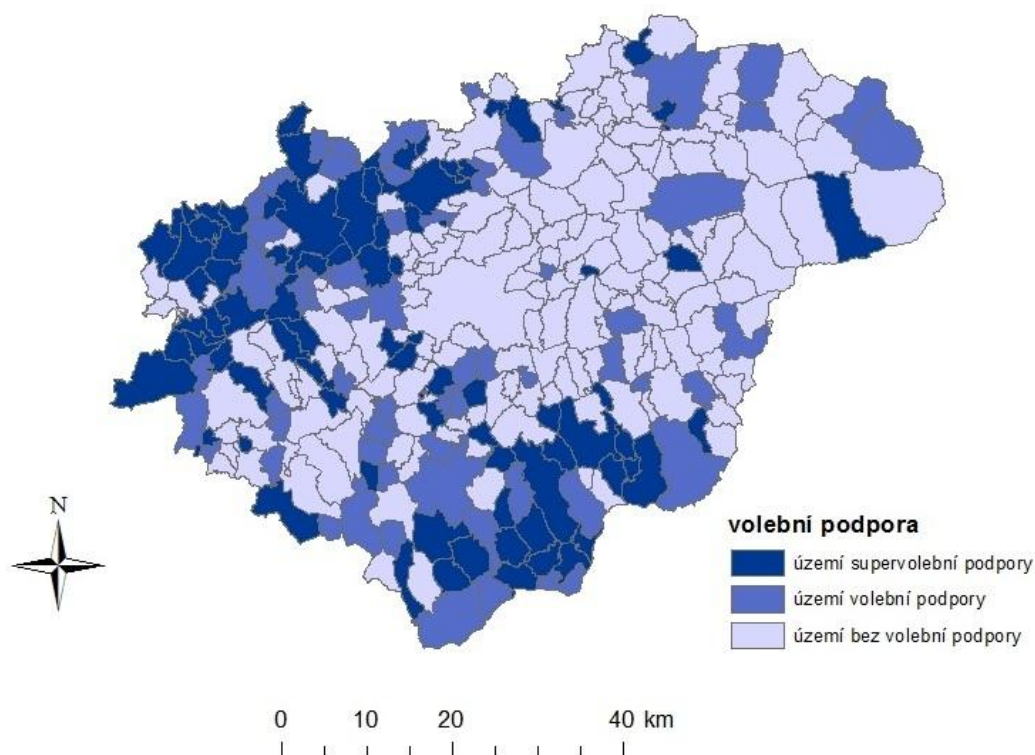 N
volební podpora
území supervolební podpory
území volební podpory
území bez volební podpory
0 10 20 40 km